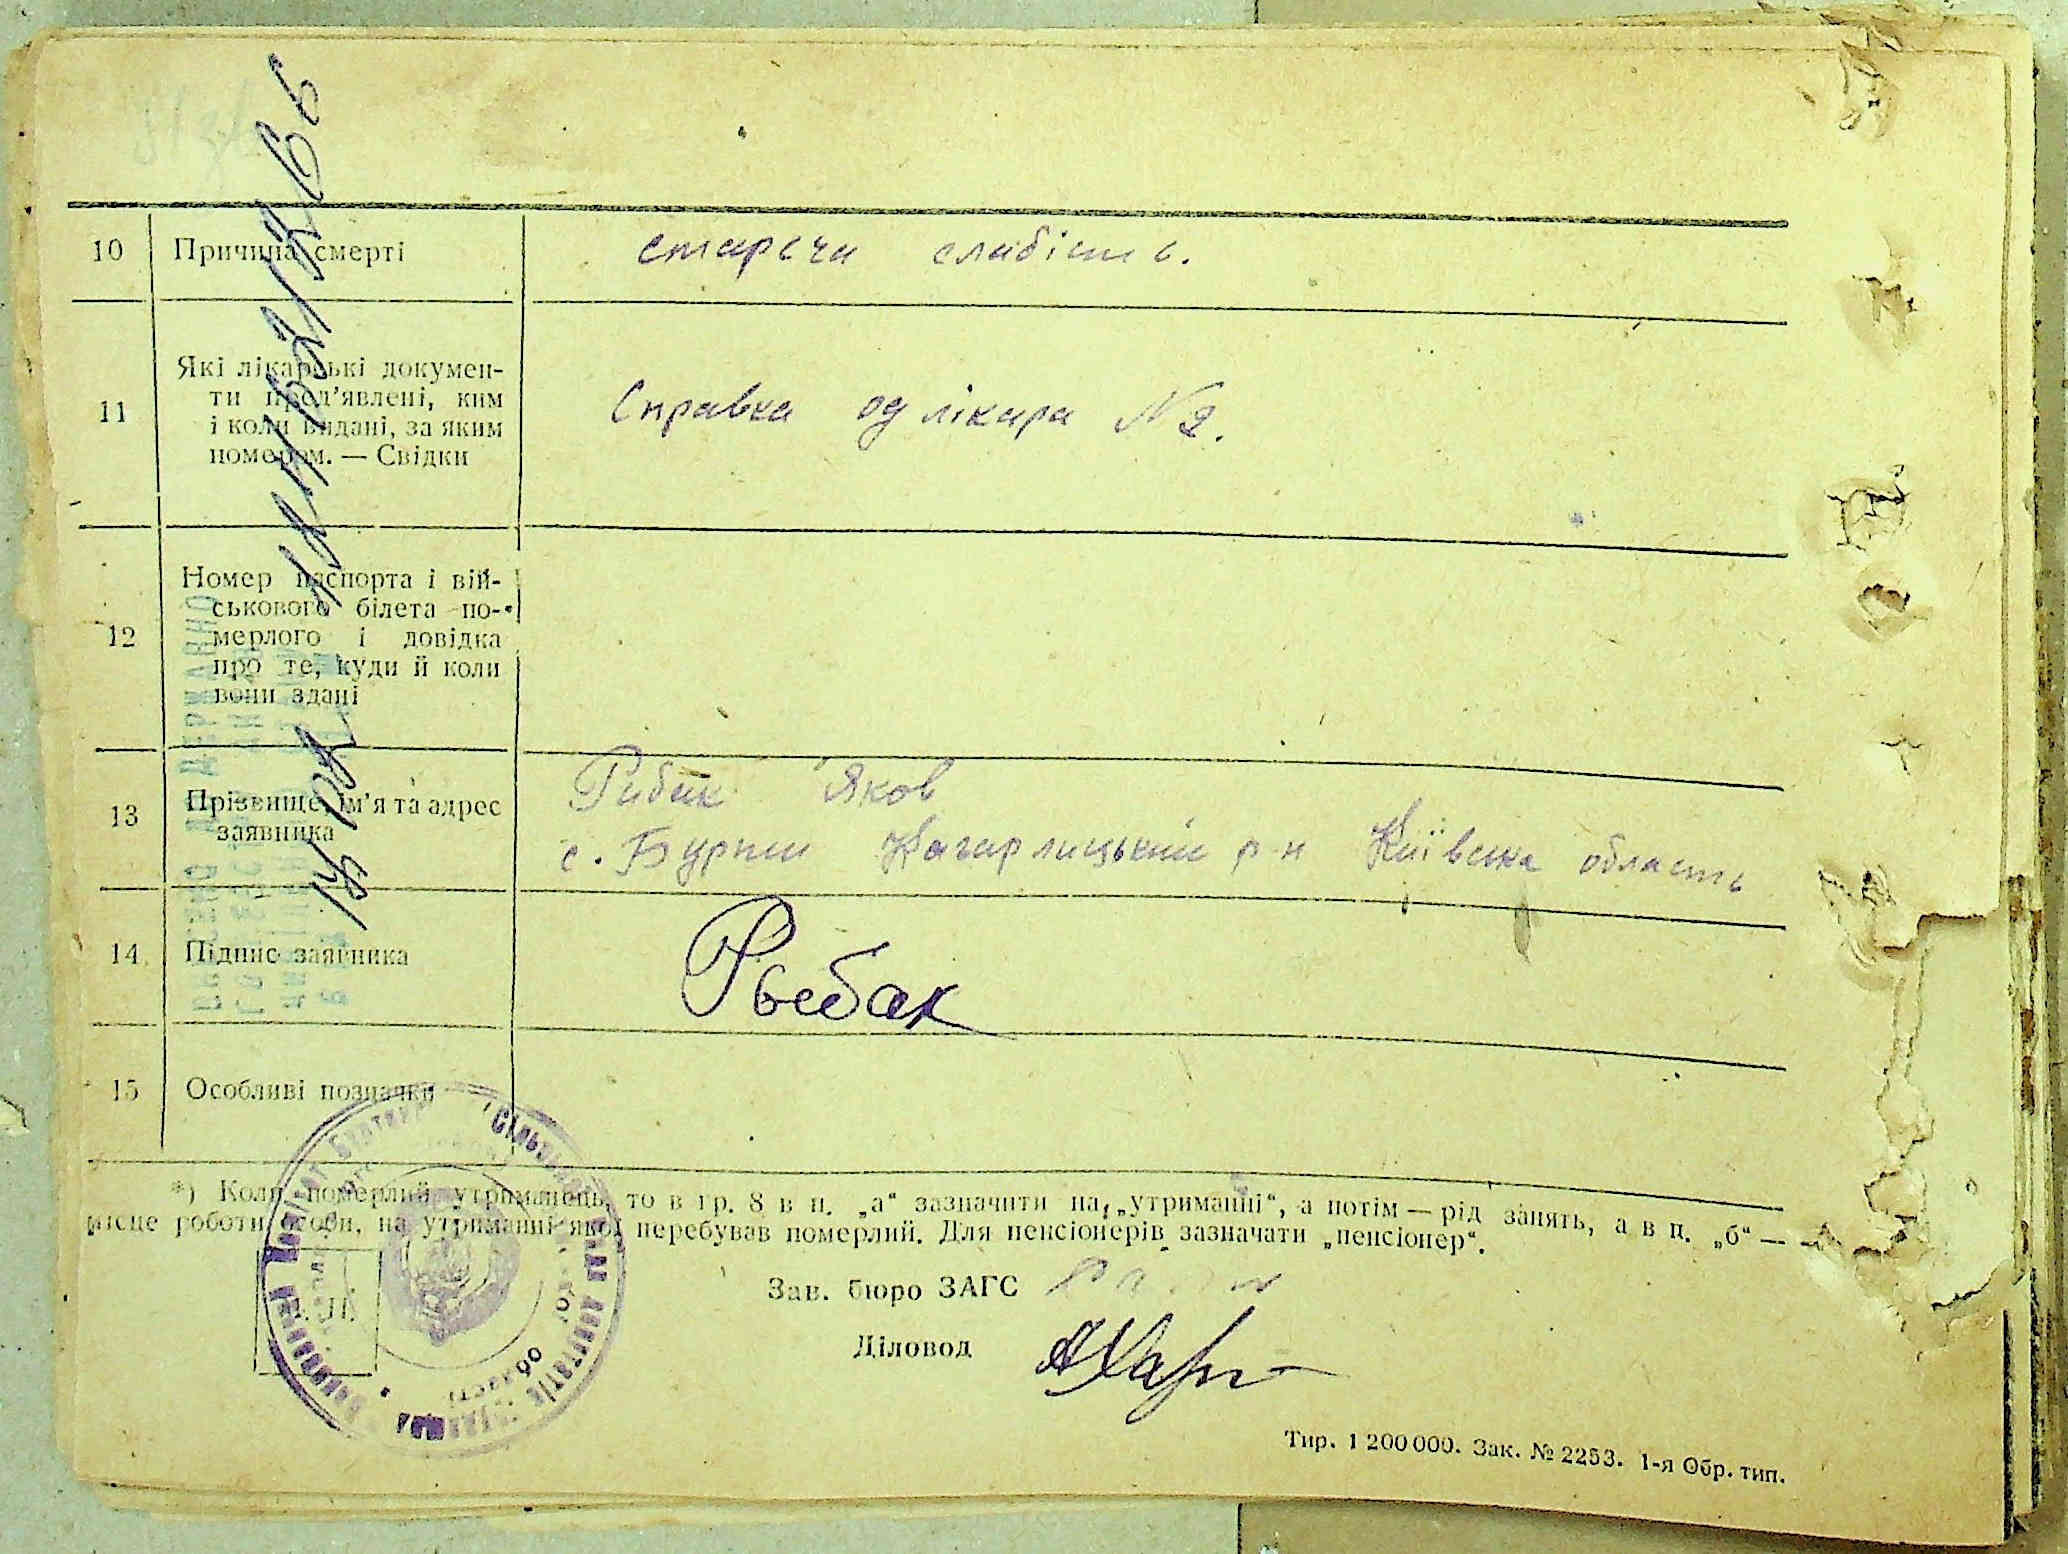 10 Причина смерті стареча слабість.
11 Які лікарські докумен-
ти пред'явлені, ким
і коли видані, за яким
номером. — Свідки
Справка од лікара № 2.
12 Номер паспорта і вій-
ськового білета по-
мерлого і довідка
про те, куди й коли
вони здані
13 Прізвище, ім'я та адрес
заявника
Рибак Яков
с. Бурти Кагарлицький р-н Київська область
14 Підпис заявника Рыбак
15 Особливі позначки
*) Коли померлий утриманець, то в гр. 8 в п. „а“ зазначити на „утриманні“, а потім — рід занять, а в п. „б“ —
місце роботи особи, на утриманні якої перебував померлий. Для пенсіонерів зазначати „пенсіонер“.
Зав. бюро ЗАГС
Діловод
Тир. 1 200 000. Зак. № 2253. 1-я Обр. тип.